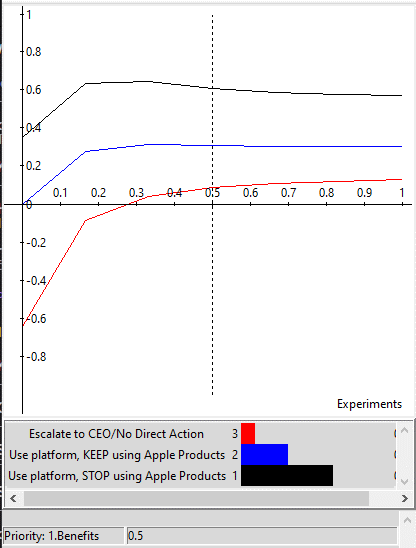 1
0.8
0.6
0.4
0.2
0.1 0.2 0.3 0.4 0.5 0.6 0.7 0.8 0.9 1
0
-0.2
-0.4
-0.6
-0.8
Experiments
Escalate to CEO/No Direct Action 3
Use platform, KEEP using Apple Products 2
Use platform, STOP using Apple Products 1
Priority: 1.Benefits 0.5